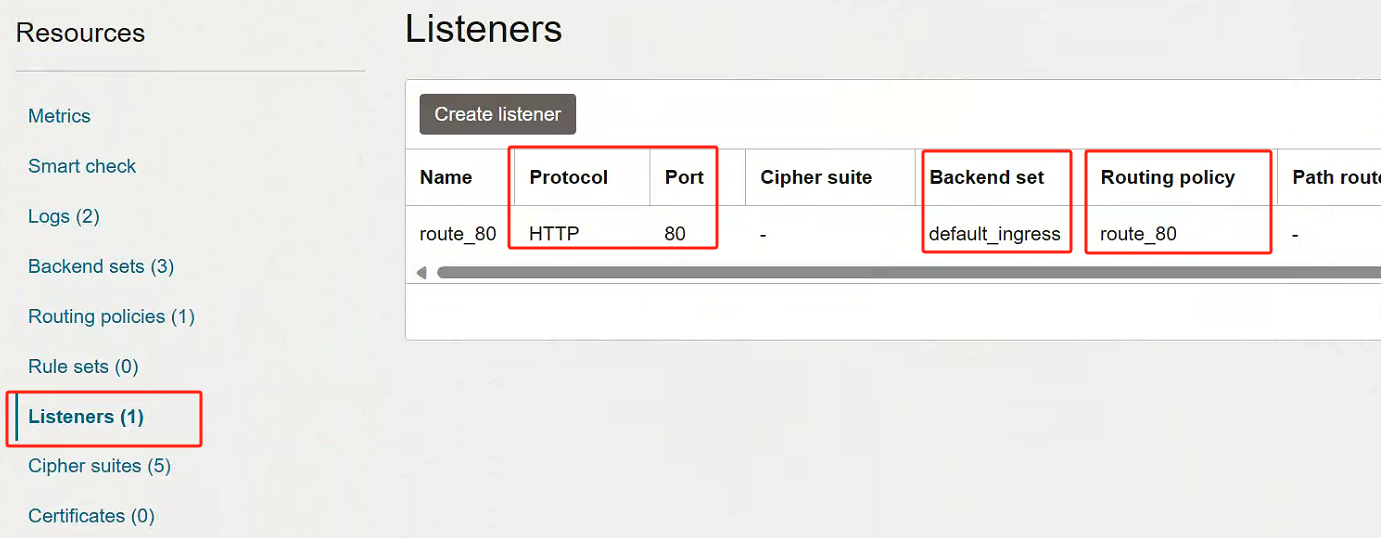 Resources
Metrics
Smart check
Logs (2)
Backend sets (3)
Routing policies (1)
Rule sets (0)
Listeners (1)
Cipher suites (5)
Certificates (0)
Listeners
Create listener
Name Protocol Port Cipher suite Backend set Routing policy Path route
route_80 HTTP 80 - default_ingress route_80 -